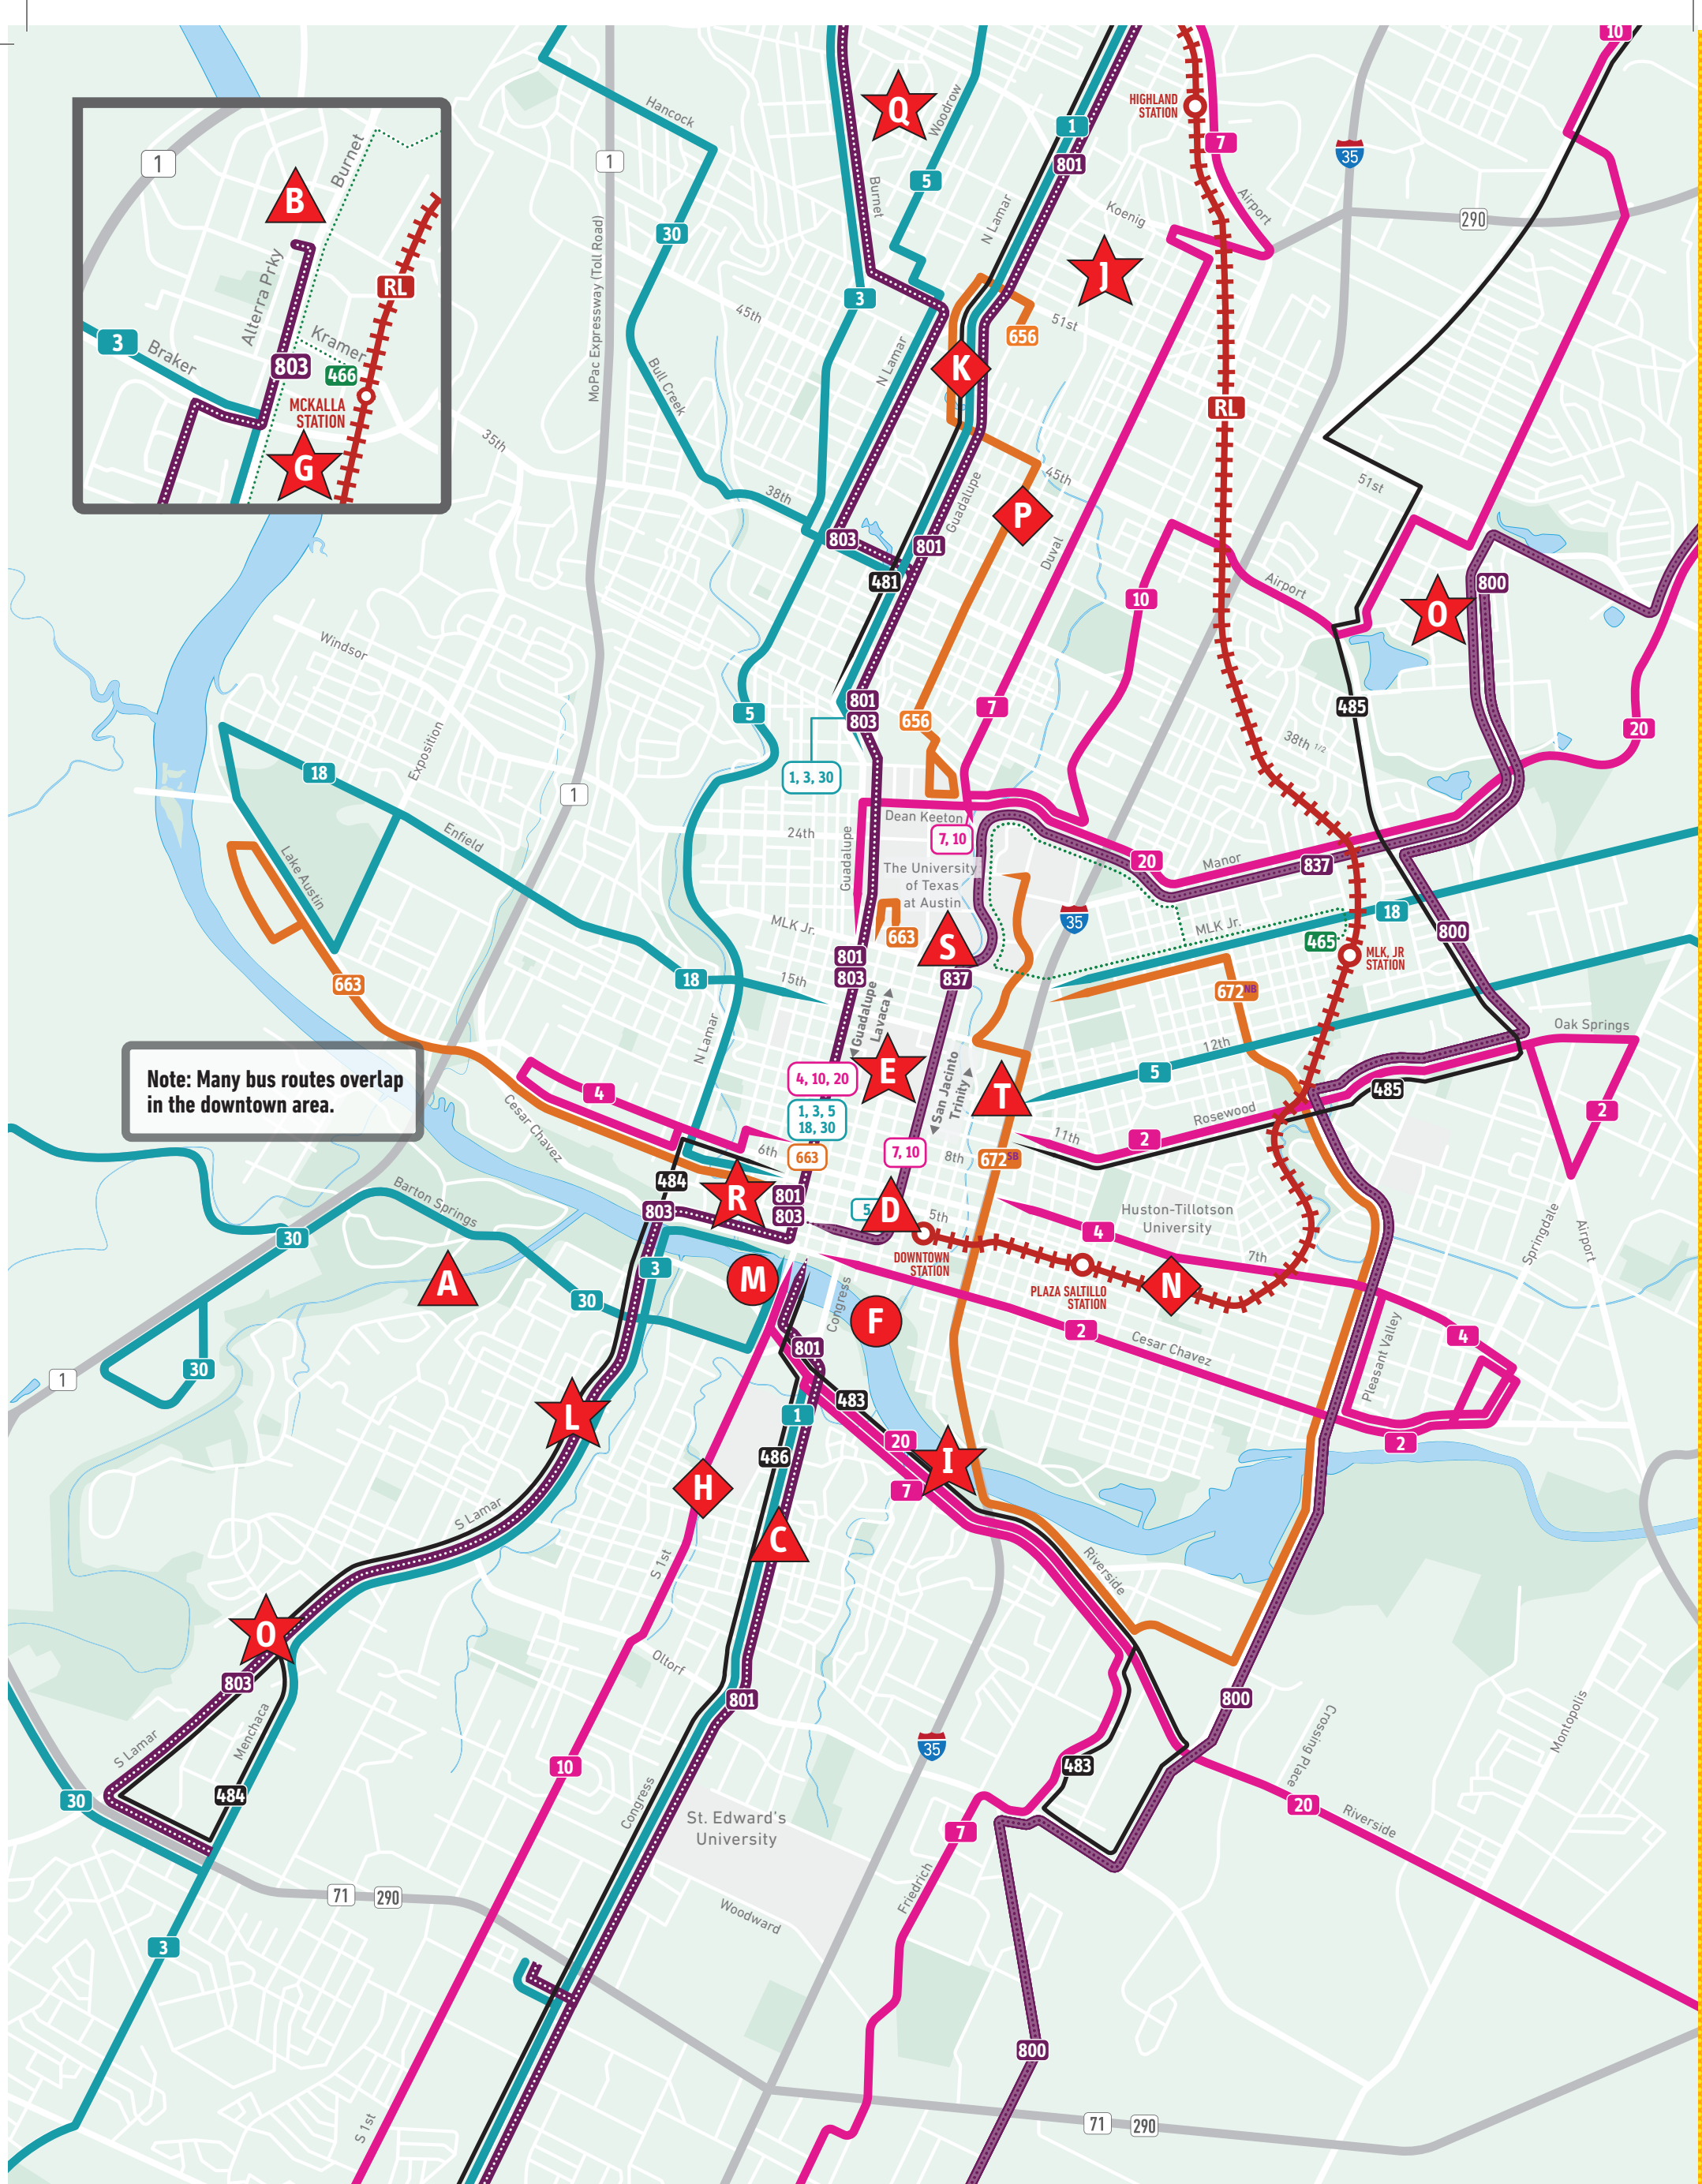 10
Q
HIGHLAND
STATION
Hancock
Woodrow
1
1
801
7
35
1
Burnet
B
5
Burnet
N Lamar
Koenig
Airport
290
30
MoPac Expressway (Toll Road)
Alterra Prky
RL
J
3
Braker
Kramer
803
466
MCKALLA
STATION
G
3
45th
51st
656
N Lamar
Bull Creek
K
RL
35th
38th
Guadalupe
45th
51st
P
803
801
481
Duval
10
Airport
800
O
Windsor
801
803
5
656
7
485
20
38th 1/2
Exposition
18
1, 3, 30
1
Enfield
24th
Dean Keeton
7, 10
Guadalupe
The University
of Texas
at Austin
20
Manor
837
Lake Austin
MLK Jr.
663
35
MLK Jr.
18
465
800
S
MLK, JR
STATION
801
803
837
18
15th
663
672NB
Guadalupe
Lavaca
N Lamar
12th
Oak Springs
Note: Many bus routes overlap
in the downtown area.
4, 10, 20
E
San Jacinto
Trinity
T
5
485
4
Cesar Chavez
1, 3, 5
18, 30
Rosewood
2
2
11th
6th
663
7, 10
8th
672SB
484
R
801
803
803
Barton Springs
5
D
5th
4
Huston-Tillotson
University
7th
Springdale
Airport
30
DOWNTOWN
STATION
A
3
M
PLAZA SALTILLO
STATION
N
30
Congress
F
2
Cesar Chavez
4
Pleasant Valley
801
30
1
L
483
1
20
2
486
I
7
H
S Lamar
C
S 1st
Riverside
O
Oltorf
803
801
800
Menchaca
S Lamar
484
30
10
35
483
Crossing Place
Montopolis
Congress
St. Edward’s
University
7
20
Riverside
Friedrich
71
290
Woodward
3
800
S 1st
71
290